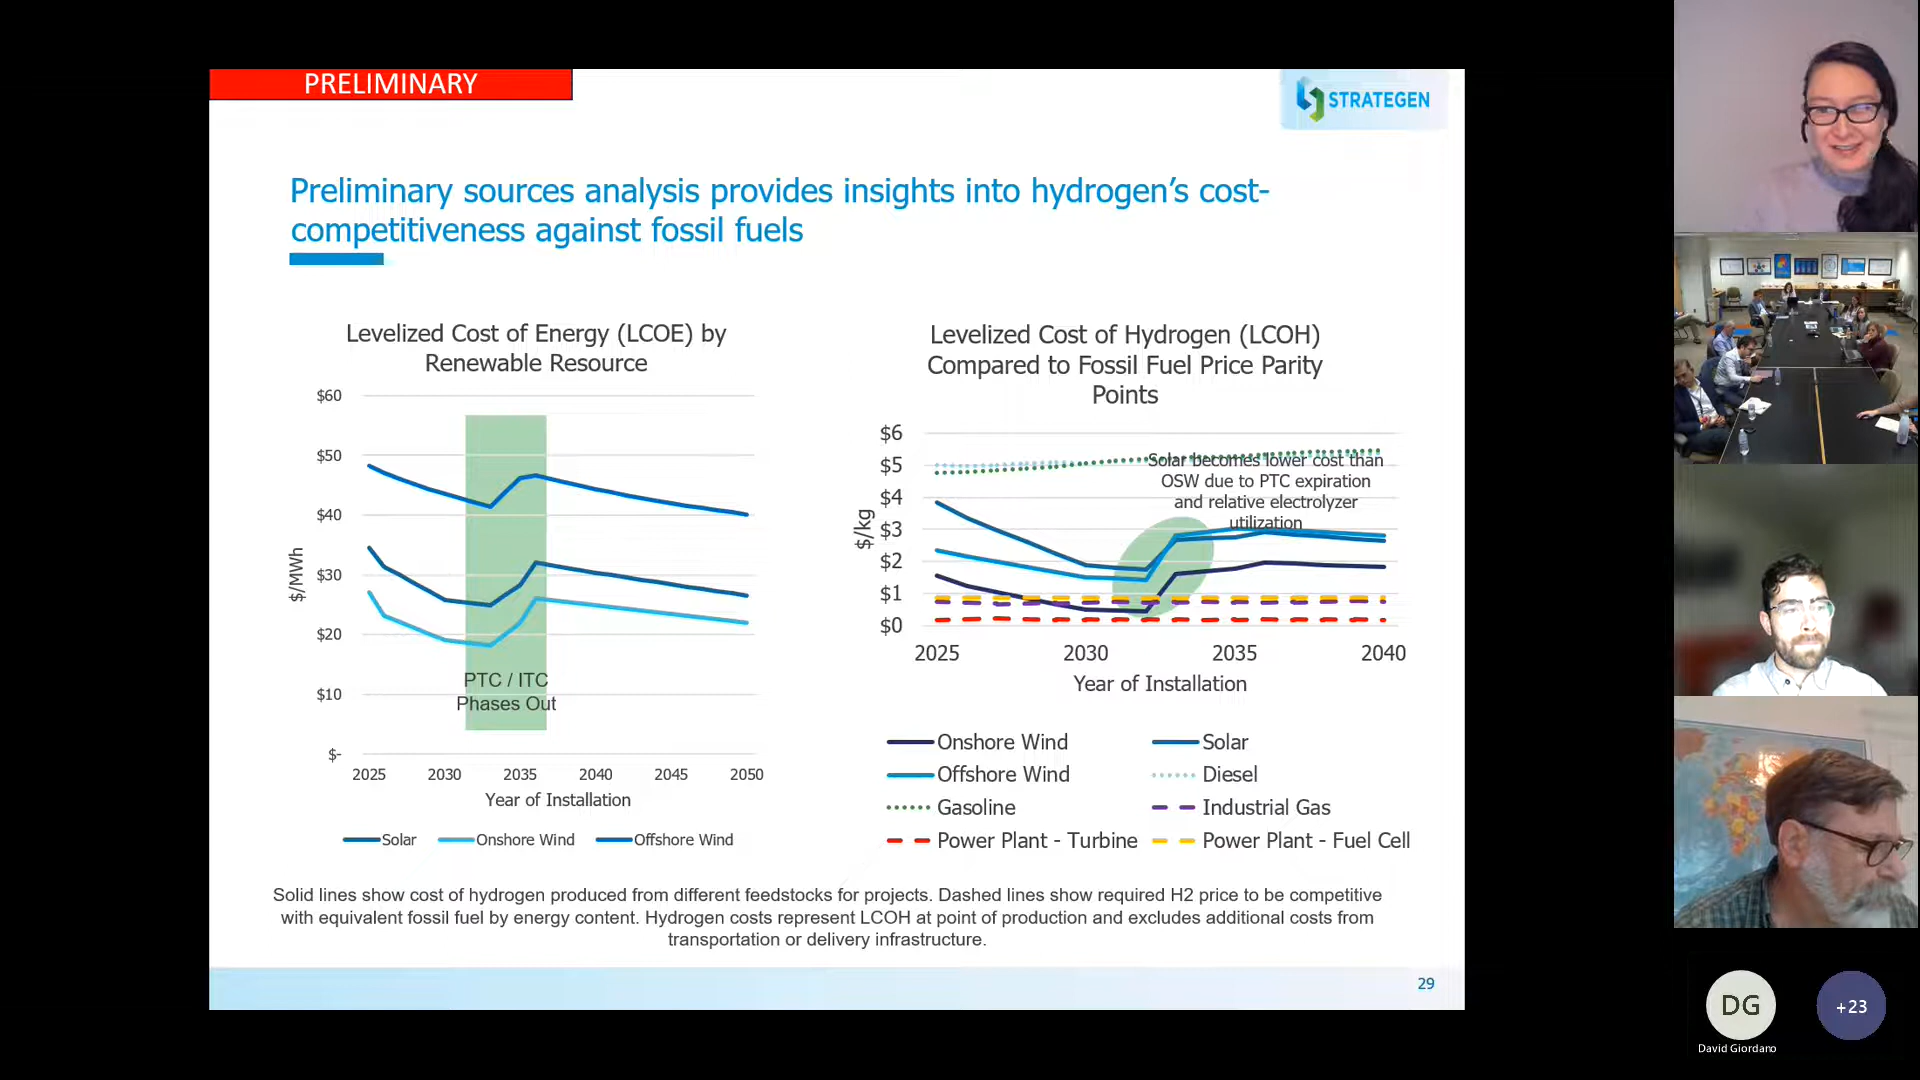 PRELIMINARY
STRATEGEN
Preliminary sources analysis provides insights into hydrogen’s cost-
competitiveness against fossil fuels
Levelized Cost of Energy (LCOE) by
Renewable Resource
$60
$50
$40
$30
$20
$10
$-
$/MWh
PTC / ITC
Phases Out
2025 2030 2035 2040 2045 2050
Year of Installation
Solar Onshore Wind Offshore Wind
Levelized Cost of Hydrogen (LCOH)
Compared to Fossil Fuel Price Parity
Points
$6
$5
$4
$3
$2
$1
$0
$/kg
Solar becomes lower cost than
OSW due to PTC expiration
and relative electrolyzer
utilization
2025 2030 2035 2040
Year of Installation
Onshore Wind Solar
Offshore Wind Diesel
Gasoline Industrial Gas
Power Plant - Turbine Power Plant - Fuel Cell
Solid lines show cost of hydrogen produced from different feedstocks for projects. Dashed lines show required H2 price to be competitive
with equivalent fossil fuel by energy content. Hydrogen costs represent LCOH at point of production and excludes additional costs from
transportation or delivery infrastructure.
29
DG
David Giordano
+23